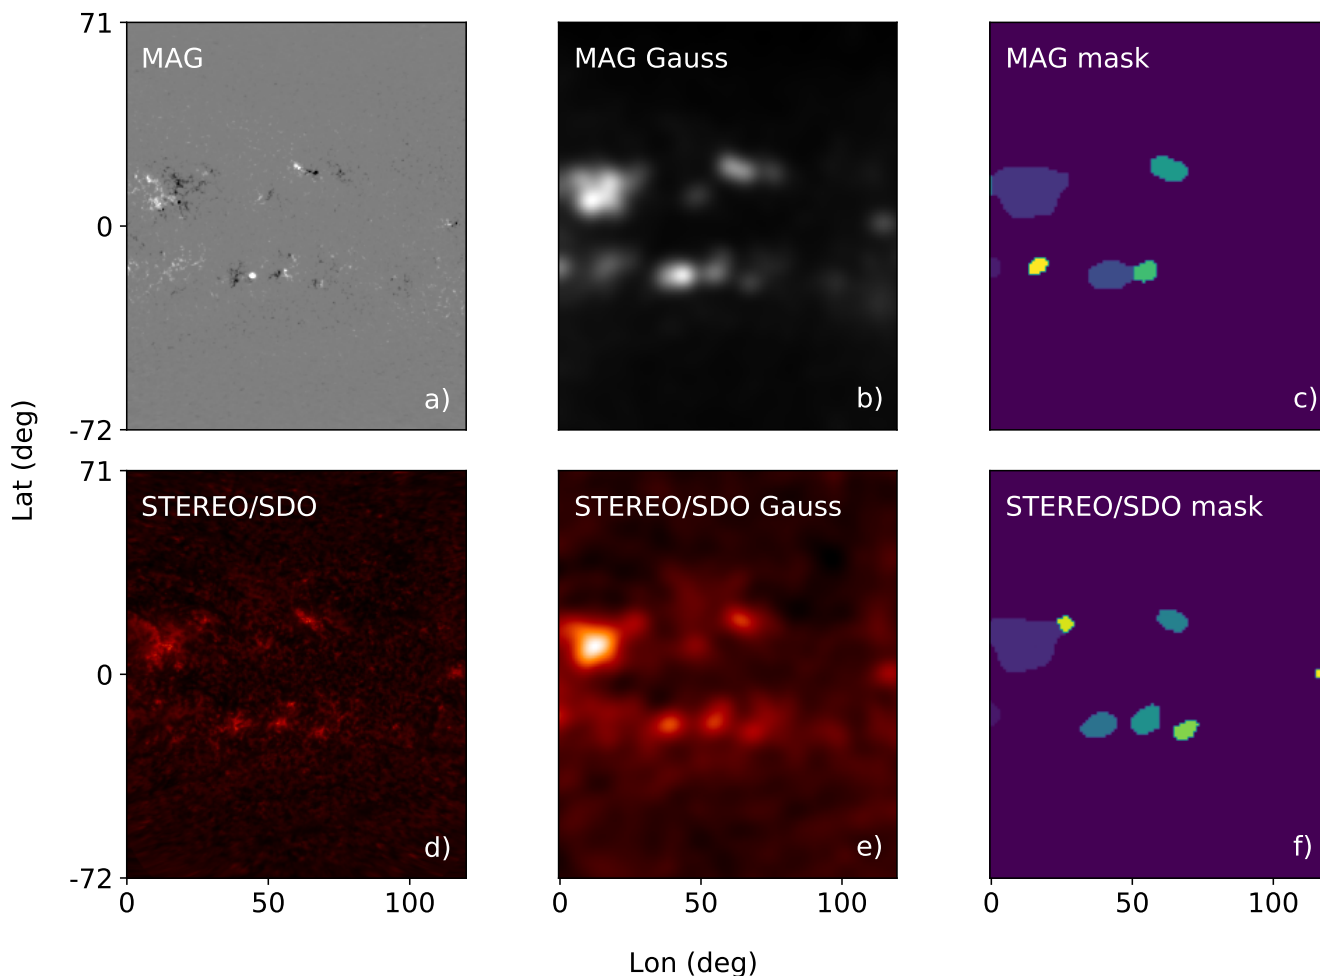 71
MAG
MAG Gauss
MAG mask
0
a)
b)
c)
-72
Lat (deg)
71
STEREO/SDO
STEREO/SDO Gauss
STEREO/SDO mask
0
d)
e)
f)
-72
0 50 100
0 50 100
0 50 100
Lon (deg)